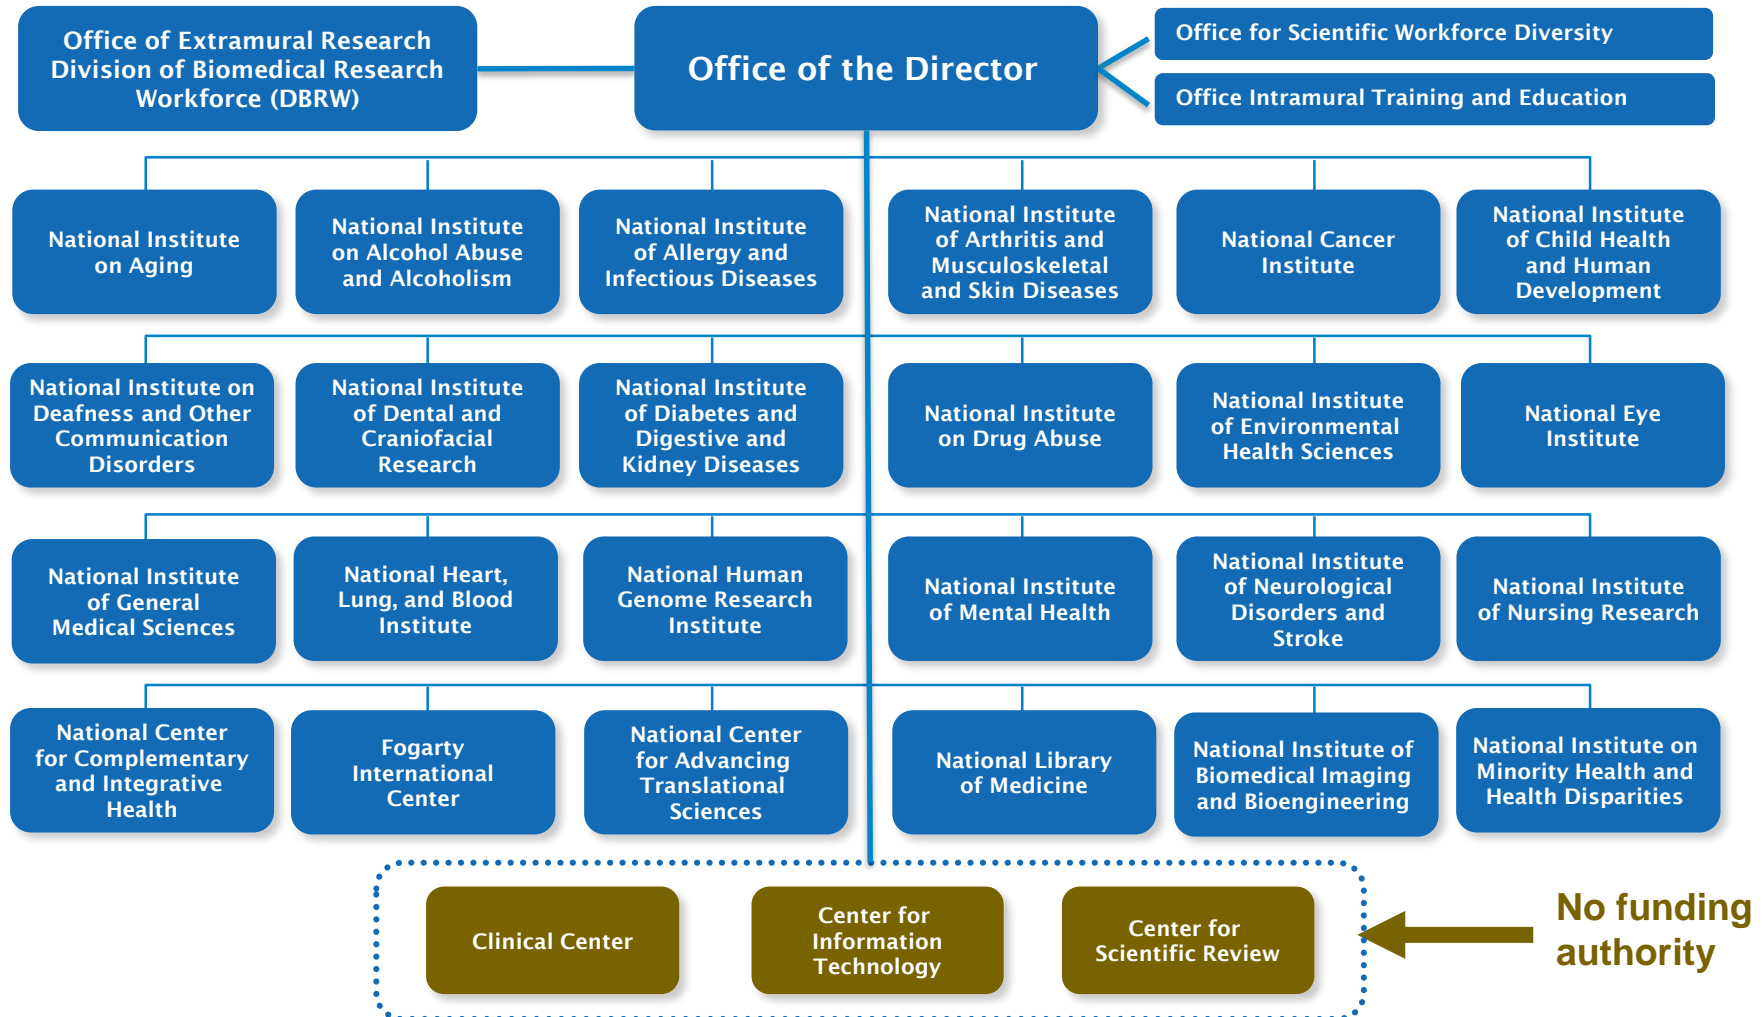 Office of Extramural Research
Division of Biomedical Research
Workforce (DBRW)
Office of the Director
Office for Scientific Workforce Diversity
Office Intramural Training and Education
National Institute
on Aging
National Institute
on Alcohol Abuse
and Alcoholism
National Institute
of Allergy and
Infectious Diseases
National Institute
of Arthritis and
Musculoskeletal
and Skin Diseases
National Cancer
Institute
National Institute
of Child Health
and Human
Development
National Institute on
Deafness and Other
Communication
Disorders
National Institute
of Dental and
Craniofacial
Research
National Institute
of Diabetes and
Digestive and
Kidney Diseases
National Institute
on Drug Abuse
National Institute
of Environmental
Health Sciences
National Eye
Institute
National Institute
of General
Medical Sciences
National Heart,
Lung, and Blood
Institute
National Human
Genome Research
Institute
National Institute
of Mental Health
National Institute
of Neurological
Disorders and
Stroke
National Institute
of Nursing Research
National Center
for Complementary
and Integrative
Health
Fogarty
International
Center
National Center
for Advancing
Translational
Sciences
National Library
of Medicine
National Institute of
Biomedical Imaging
and Bioengineering
National Institute on
Minority Health and
Health Disparities
Clinical Center
Center for
Information
Technology
Center for
Scientific Review
No funding
authority